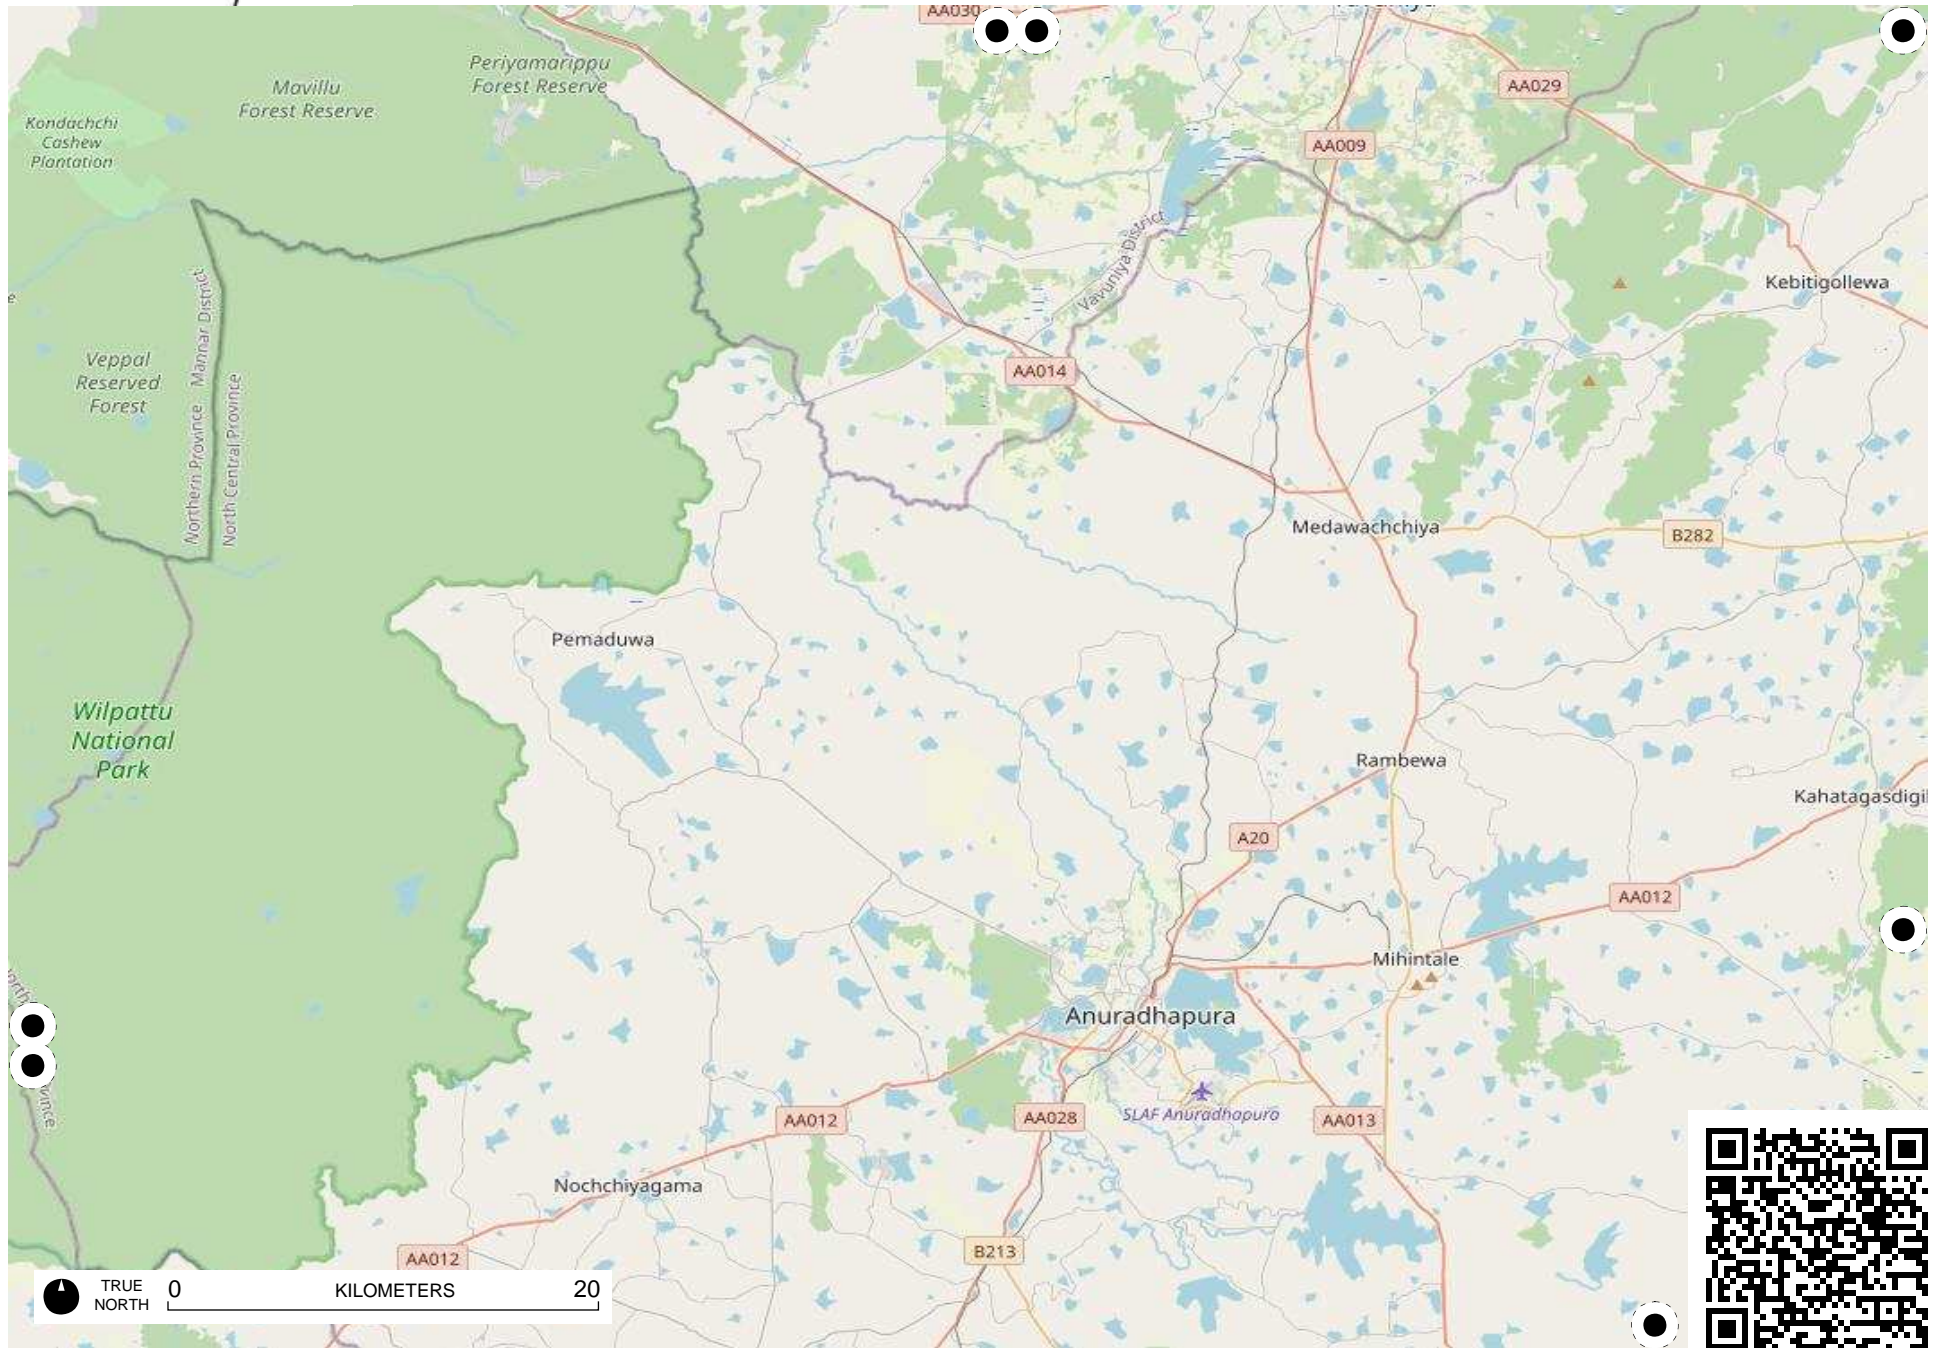 AA030
Periyamarippu
Forest Reserve
Mavillu
Forest Reserve
AA029
Kondachchi
Cashew
Plantation
AA009
Vavuniya District
Kebitigollewa
Mannar District
Northern Province
North Central Province
Veppal
Reserved
Forest
AA014
Medawachchiya
B282
Pemaduwa
Wilpattu
National
Park
Rambewa
Kahatagasdigil
A20
AA012
Mihintale
Anuradhapura
SLAF Anuradhapura
AA012
AA028
AA013
Nochchiyagama
B213
AA012
TRUE
NORTH
0 KILOMETERS 20